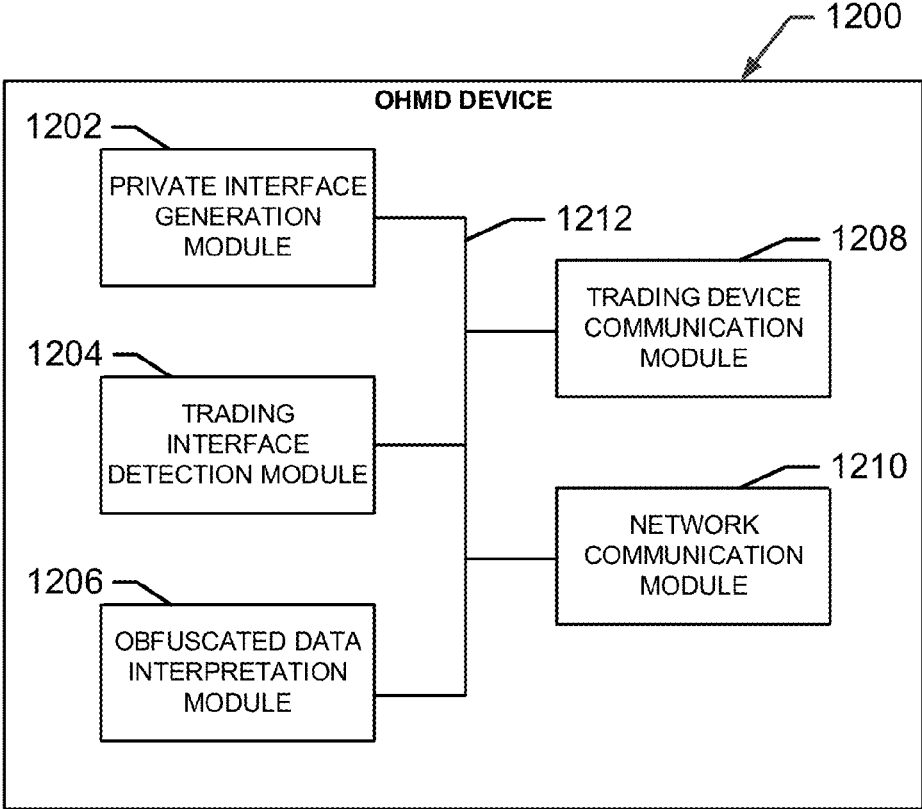 1200
OHMD DEVICE
1202
PRIVATE INTERFACE
GENERATION
MODULE
1212
1208
TRADING DEVICE
COMMUNICATION
MODULE
1204
TRADING
INTERFACE
DETECTION MODULE
1210
NETWORK
COMMUNICATION
MODULE
1206
OBFUSCATED DATA
INTERPRETATION
MODULE